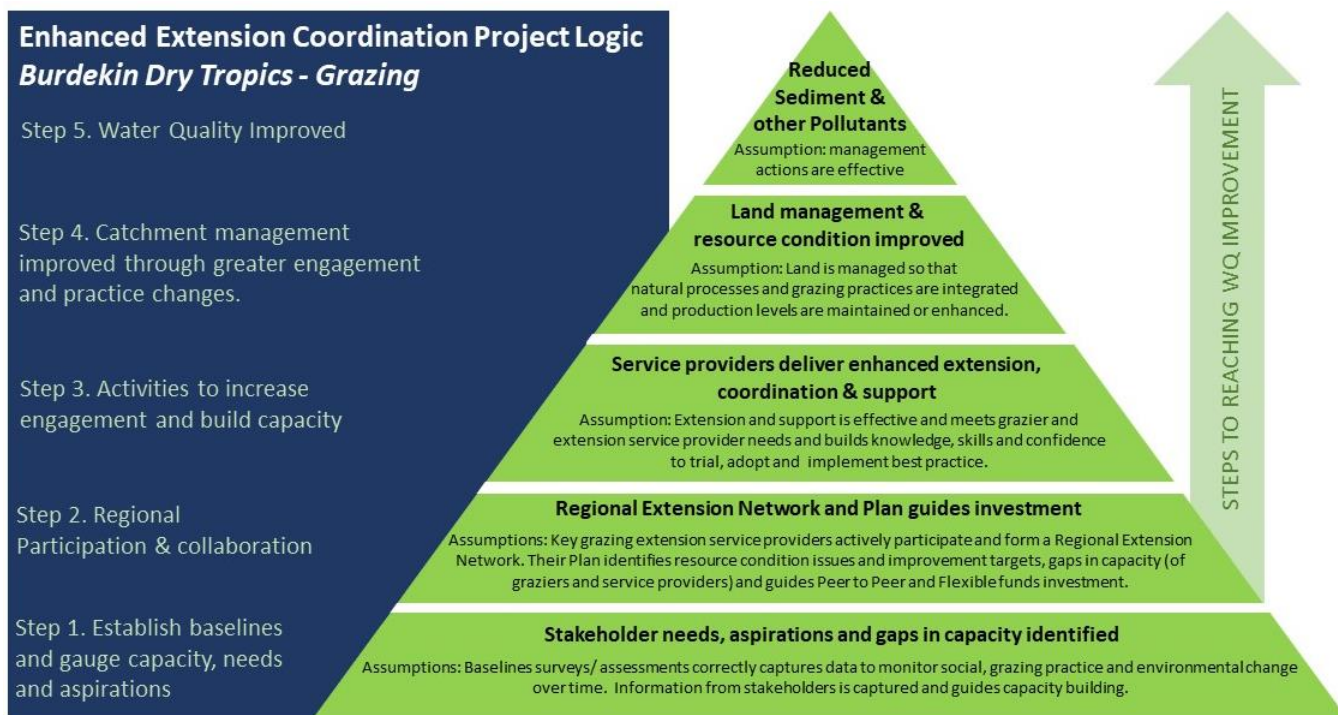 Enhanced Extension Coordination Project Logic
Burdekin Dry Tropics - Grazing
Step 5. Water Quality Improved
Reduced
Sediment &
other Pollutants
Assumption: management
actions are effective
Step 4. Catchment management
improved through greater engagement
and practice changes.
Land management &
resource condition improved
Assumption: Land is managed so that
natural processes and grazing practices are integrated
and production levels are maintained or enhanced.
Step 3. Activities to increase
engagement and build capacity
Service providers deliver enhanced extension,
coordination & support
Assumption: Extension and support is effective and meets grazier and
extension service provider needs and builds knowledge, skills and confidence
to trial, adopt and implement best practice.
Step 2. Regional
Participation & collaboration
Regional Extension Network and Plan guides investment
Assumptions: Key grazing extension service providers actively participate and form a Regional Extension
Network. Their Plan identifies resource condition issues and improvement targets, gaps in capacity (of
graziers and service providers) and guides Peer to Peer and Flexible funds investment.
Step 1. Establish baselines
and gauge capacity, needs
and aspirations
Stakeholder needs, aspirations and gaps in capacity identified
Assumptions: Baselines surveys/ assessments correctly captures data to monitor social, grazing practice and environmental change
over time. Information from stakeholders is captured and guides capacity building.
STEPS TO REACHING WQ IMPROVEMENT